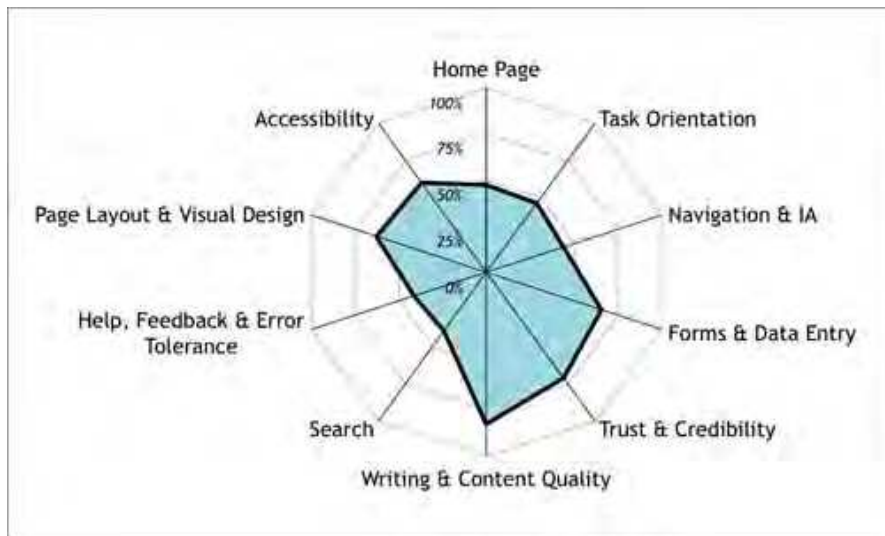 Home Page
100%
Accessibility
Task Orientation
75%
50%
Page Layout & Visual Design
Navigation & IA
25%
0%
Help, Feedback & Error
Tolerance
Forms & Data Entry
Search
Trust & Credibility
Writing & Content Quality